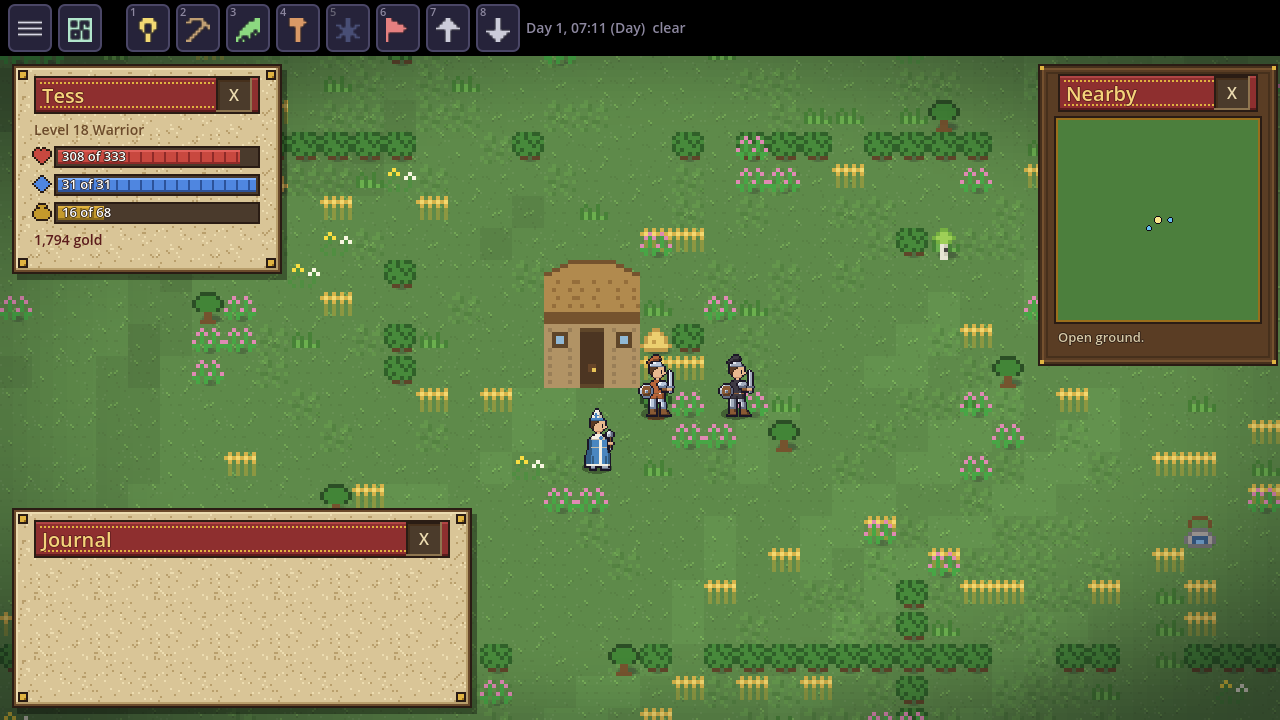 1 2 3 4 5 6 7 8
Day 1, 07:11 (Day) clear
Tess X
Level 18 Warrior
308 of 333
31 of 31
16 of 68
1,794 gold
Nearby X
Open ground.
Journal X